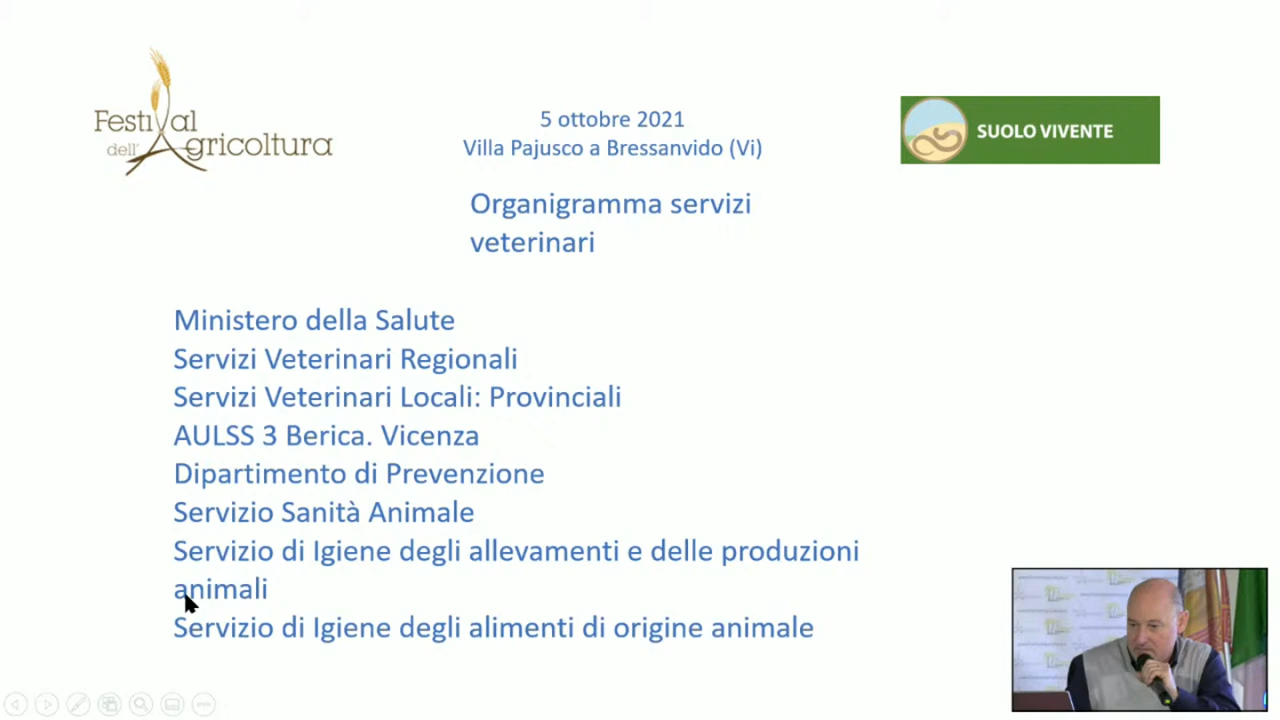 Festival
dell'Agricoltura
5 ottobre 2021
Villa Pajusco a Bressanvido (Vi)
SUOLO VIVENTE
Organigramma servizi
veterinari
Ministero della Salute
Servizi Veterinari Regionali
Servizi Veterinari Locali: Provinciali
AULSS 3 Berica. Vicenza
Dipartimento di Prevenzione
Servizio Sanità Animale
Servizio di Igiene degli allevamenti e delle produzioni
animali
Servizio di Igiene degli alimenti di origine animale